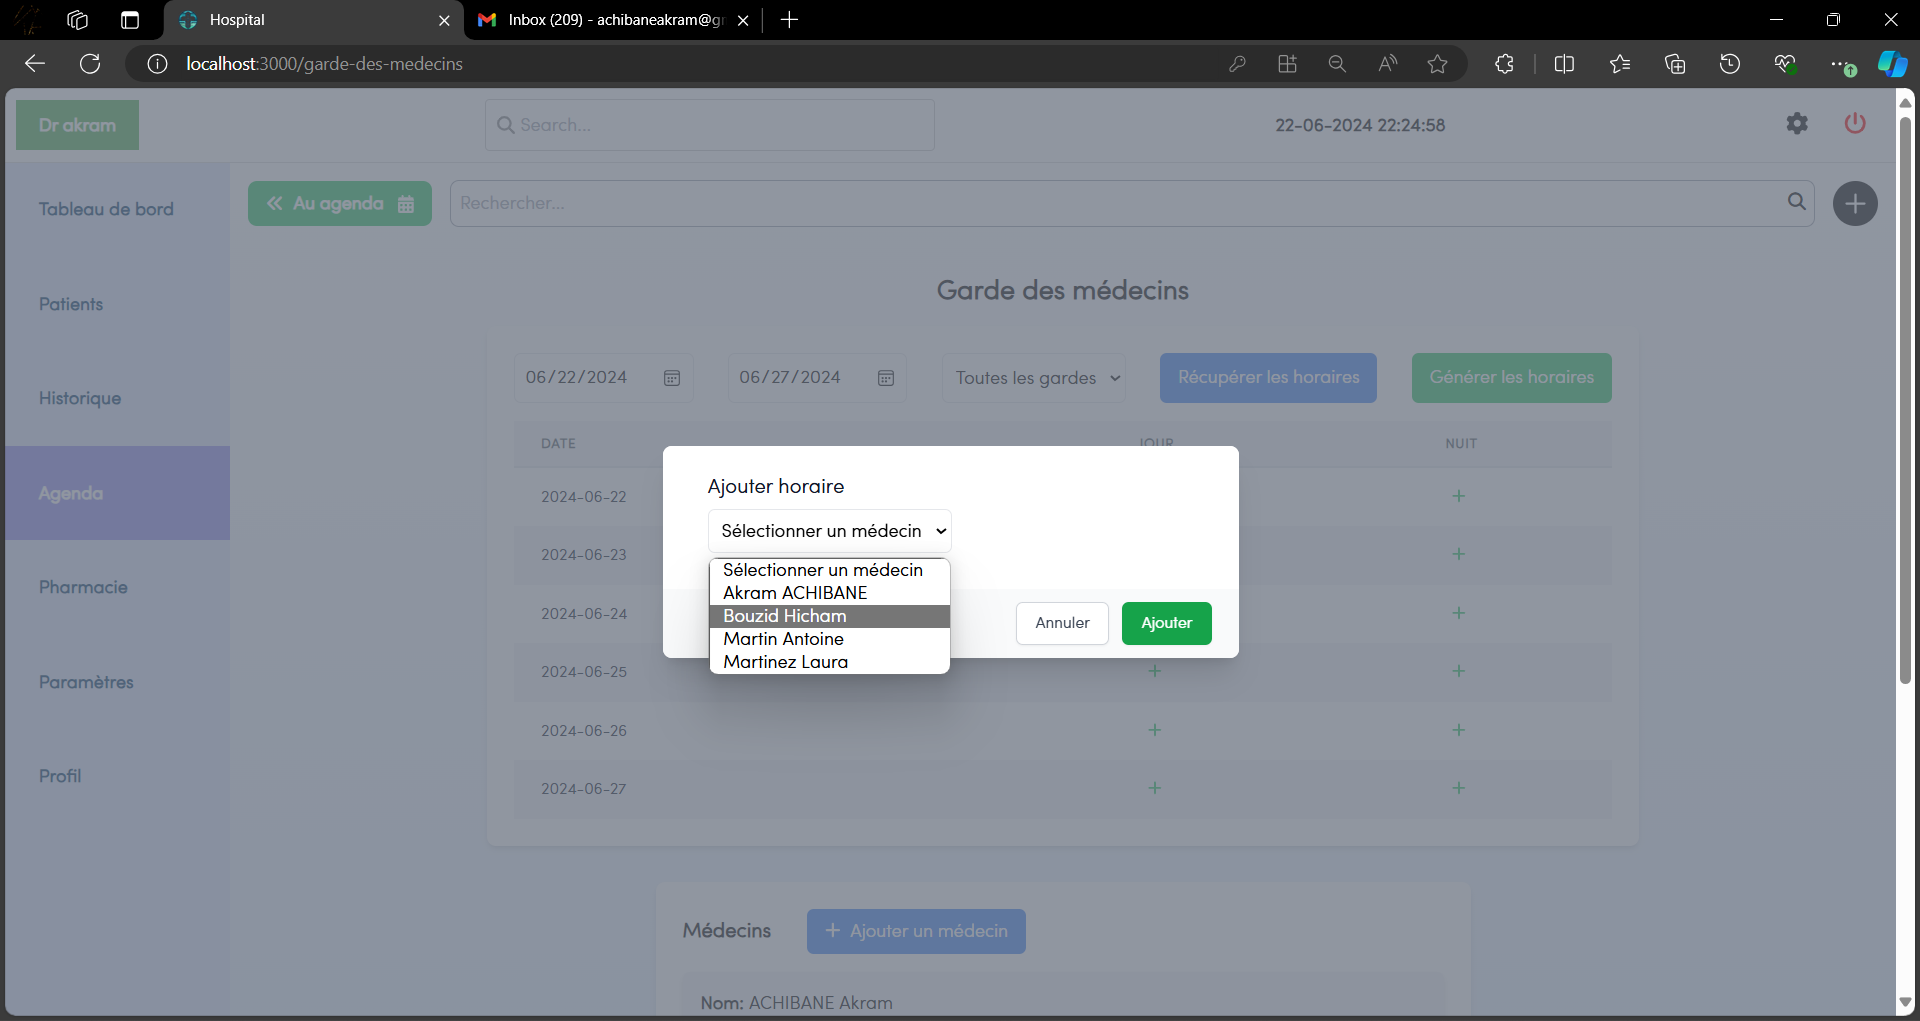 Hospital
Inbox (209) - achibaneakram@gr
localhost:3000/garde-des-medecins
Dr akram
Search...
22-06-2024 22:24:58
Tableau de bord
Patients
Historique
Agenda
Pharmacie
Paramètres
Profil
Au agenda
Rechercher...
Garde des médecins
06/22/2024
06/27/2024
Toutes les gardes
Récupérer les horaires
Générer les horaires
DATE
JOUR
NUIT
2024-06-22
+
2024-06-23
+
2024-06-24
+
2024-06-25
+
+
2024-06-26
+
+
2024-06-27
+
+
Ajouter horaire
Sélectionner un médecin
Sélectionner un médecin
Akram ACHIBANE
Bouzid Hicham
Martin Antoine
Martinez Laura
Annuler
Ajouter
Médecins
+ Ajouter un médecin
Nom: ACHIBANE Akram